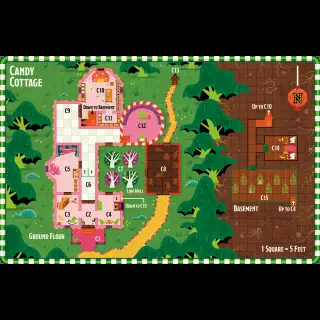 CANDY
COTTAGE
C13
C10
UP TO C10
DOWN TO BASEMENT
C9
C11
C12
N
C14
C5
C7
C8
C6
LOW WALL
C15
C3
C2
C4
DOWN TO C15
BASEMENT
UP TO C4
GROUND FLOOR
C1
1 SQUARE = 5 FEET